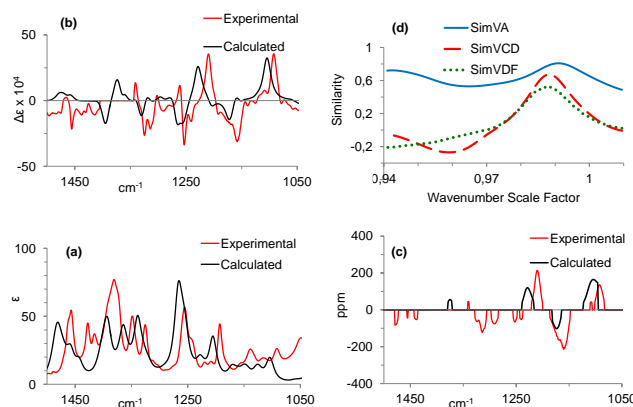 (b)
Experimental
Calculated
50
0
-50
Δε x 10⁴
1450
cm⁻¹
1250
1050
(d)
SimVA
SimVCD
SimVDF
1
0,6
0,2
-0,2
Similarity
0,94
0,97
1
Wavenumber Scale Factor
(a)
Experimental
Calculated
100
50
0
ε
1450
cm⁻¹
1250
1050
(c)
Experimental
Calculated
400
200
0
-200
-400
ppm
1450
cm⁻¹
1250
1050